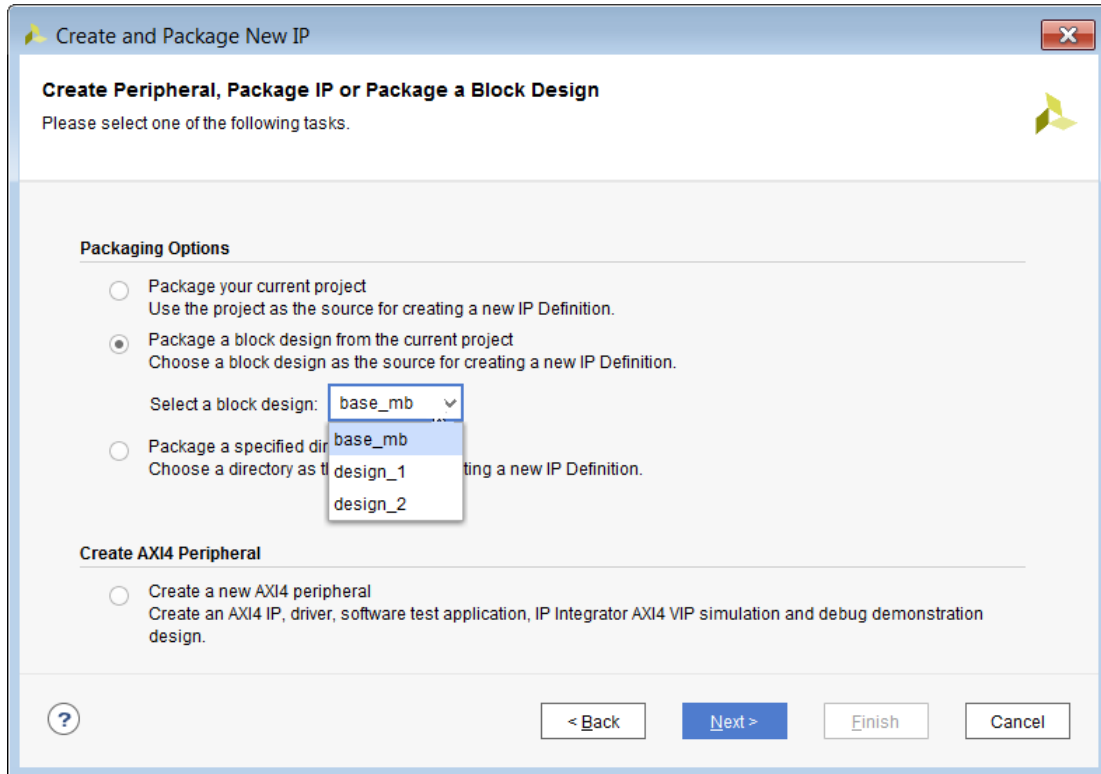 Create and Package New IP
Create Peripheral, Package IP or Package a Block Design
Please select one of the following tasks.
Packaging Options
Package your current project
Use the project as the source for creating a new IP Definition.
Package a block design from the current project
Choose a block design as the source for creating a new IP Definition.
Select a block design: base_mb
base_mb
design_1
design_2
Package a specified dir
Choose a directory as t ting a new IP Definition.
Create AXI4 Peripheral
Create a new AXI4 peripheral
Create an AXI4 IP, driver, software test application, IP Integrator AXI4 VIP simulation and debug demonstration
design.
? < Back Next > Finish Cancel